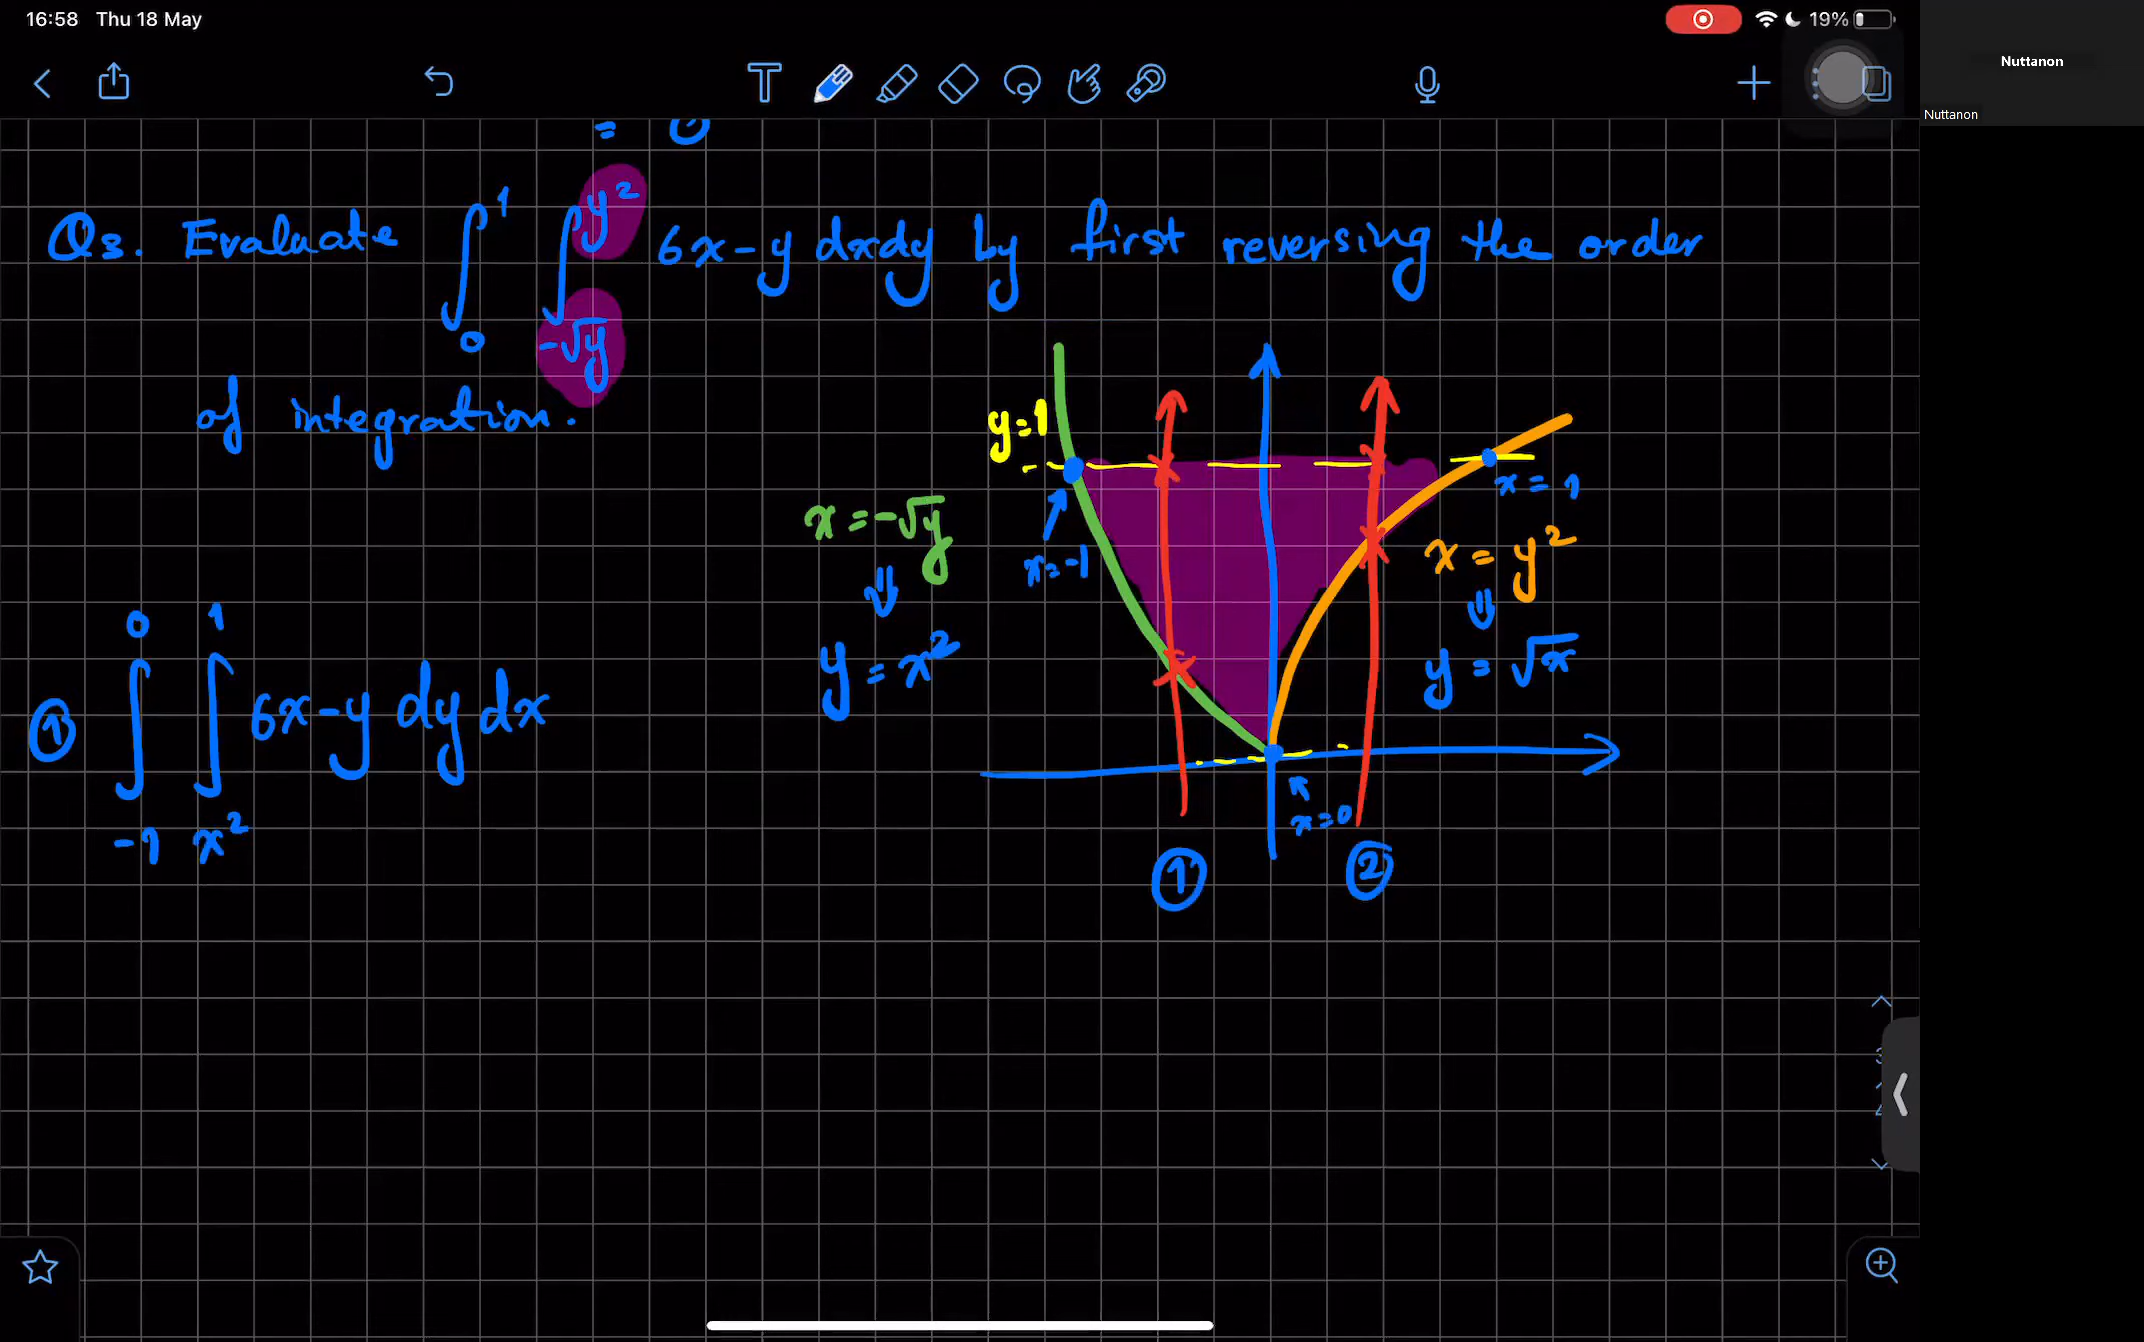 16:58 Thu 18 May
19%
Nuttanon
Nuttanon
T
= 0
Q3. Evaluate ∫₀¹ ∫_{-√y}^{y²} 6x-y dxdy by first reversing the order
of integration.
y=1
x=-√y
⇓
y=x²
x=-1
x=1
x=y²
⇓
y=√x
x=0
① ∫_{-1}^{0} ∫_{x²}^{1} 6x-y dy dx
① ②